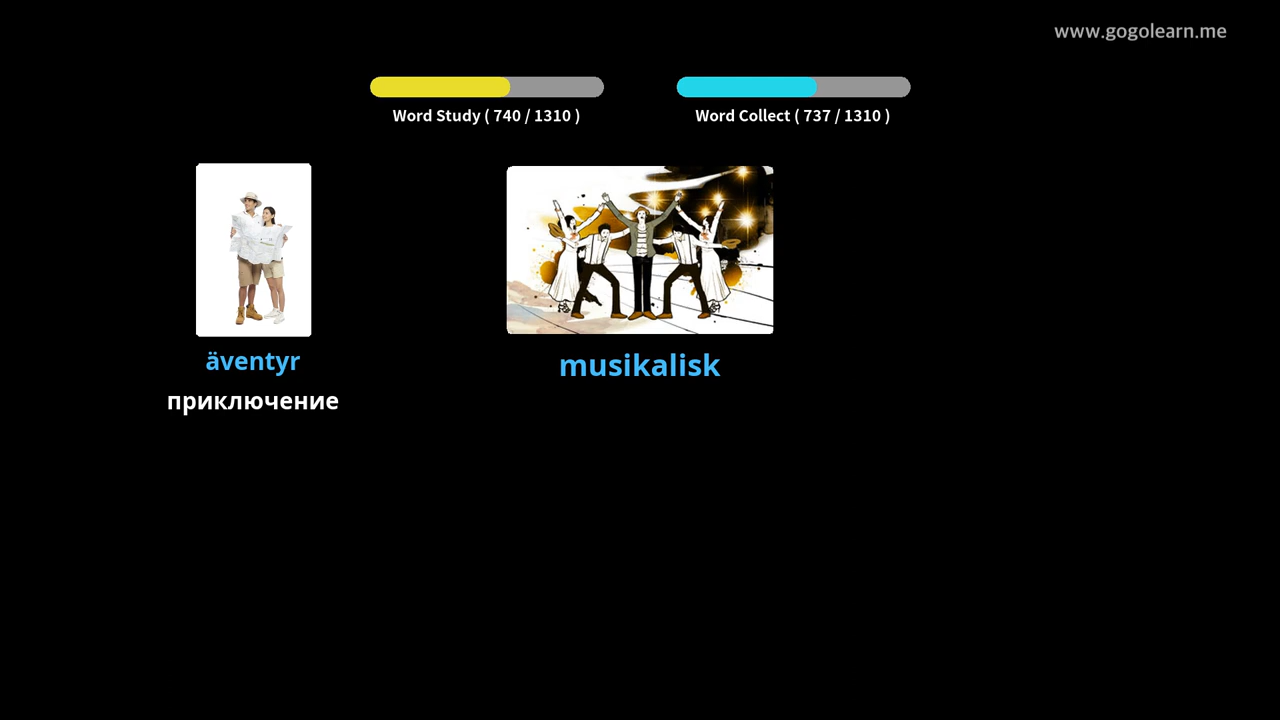 www.gogolearn.me
Word Study ( 740 / 1310 )
Word Collect ( 737 / 1310 )
äventyr
приключение
musikalisk